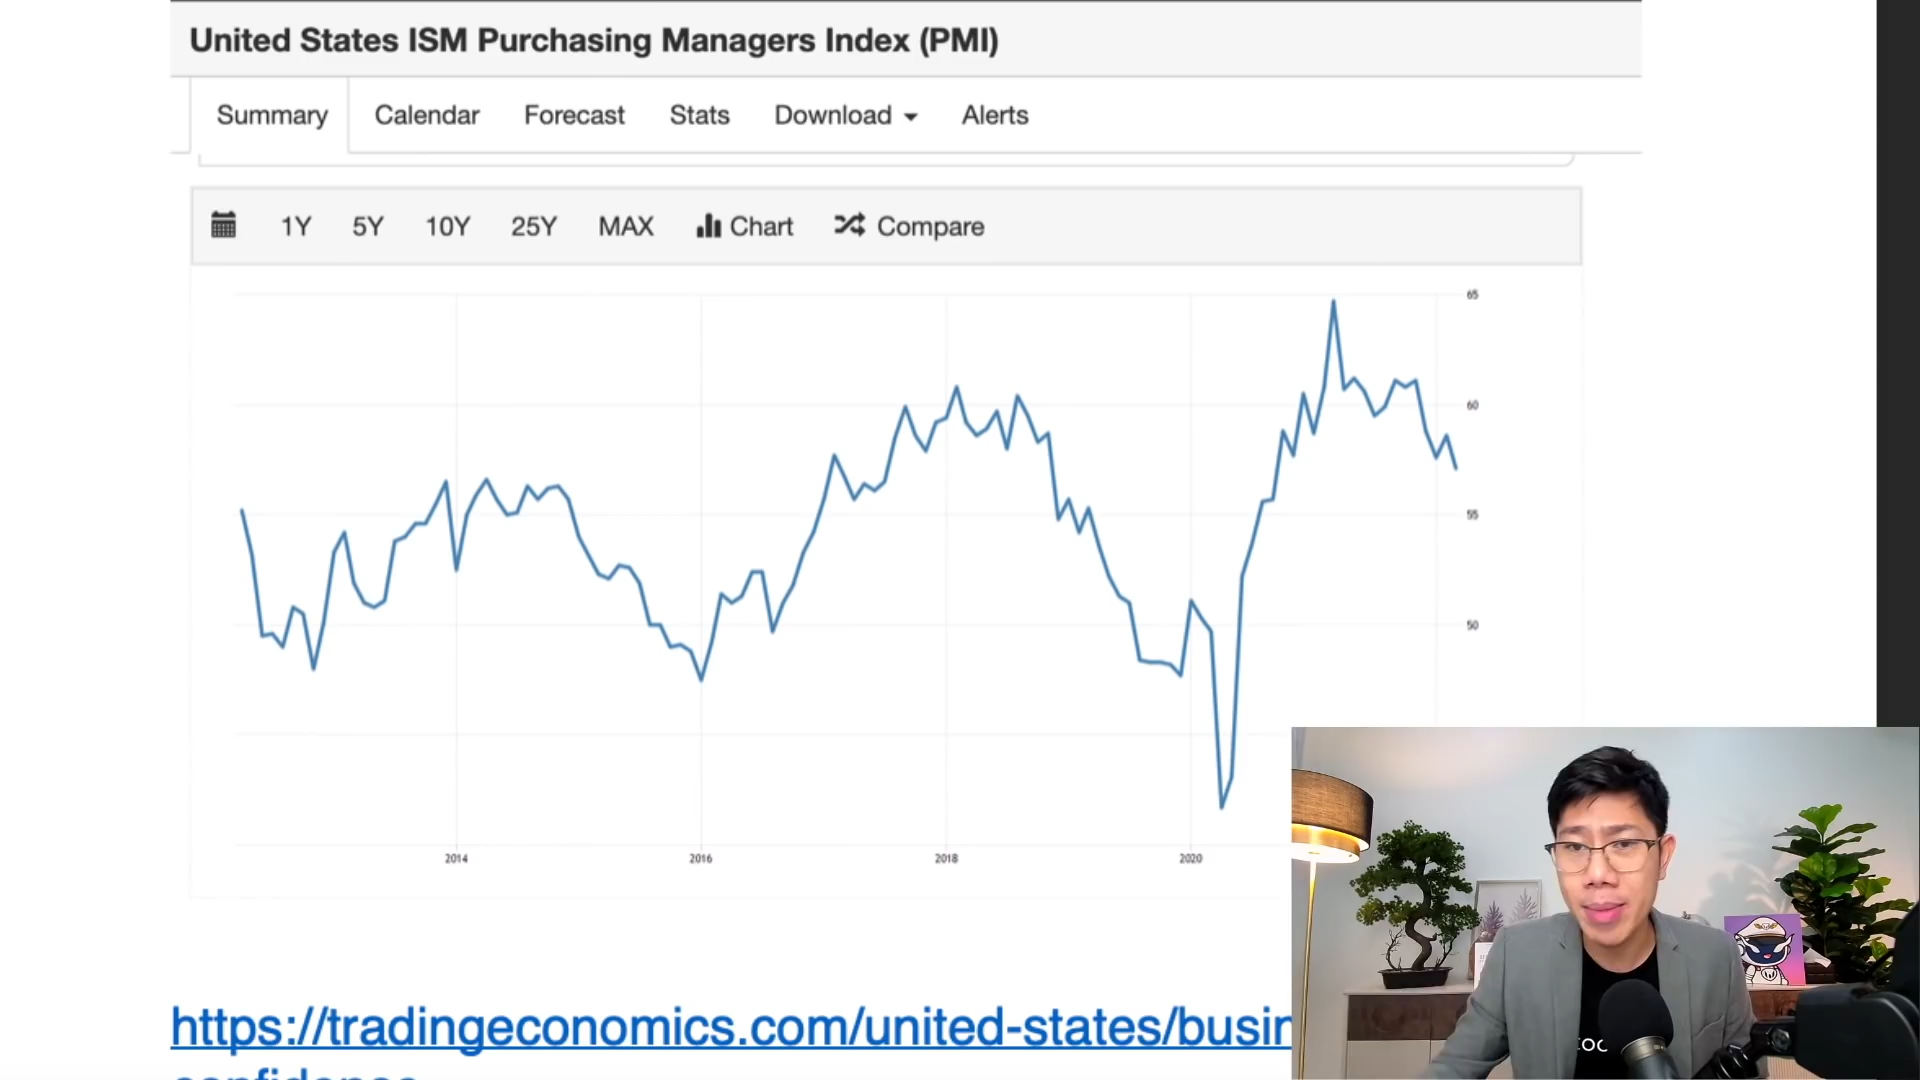 United States ISM Purchasing Managers Index (PMI)
Summary Calendar Forecast Stats Download Alerts
1Y 5Y 10Y 25Y MAX Chart Compare
65
60
55
50
2014 2016 2018 2020
https://tradingeconomics.com/united-states/busin